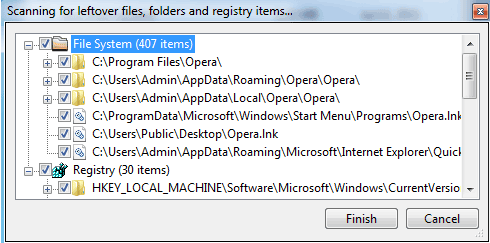 Scanning for leftover files, folders and registry items...
File System (407 items)
C:\Program Files\Opera\
C:\Users\Admin\AppData\Roaming\Opera\Opera\
C:\Users\Admin\AppData\Local\Opera\Opera\
C:\ProgramData\Microsoft\Windows\Start Menu\Programs\Opera.lnk
C:\Users\Public\Desktop\Opera.lnk
C:\Users\Admin\AppData\Roaming\Microsoft\Internet Explorer\Quick
Registry (30 items)
HKEY_LOCAL_MACHINE\Software\Microsoft\Windows\CurrentVersio
Finish Cancel